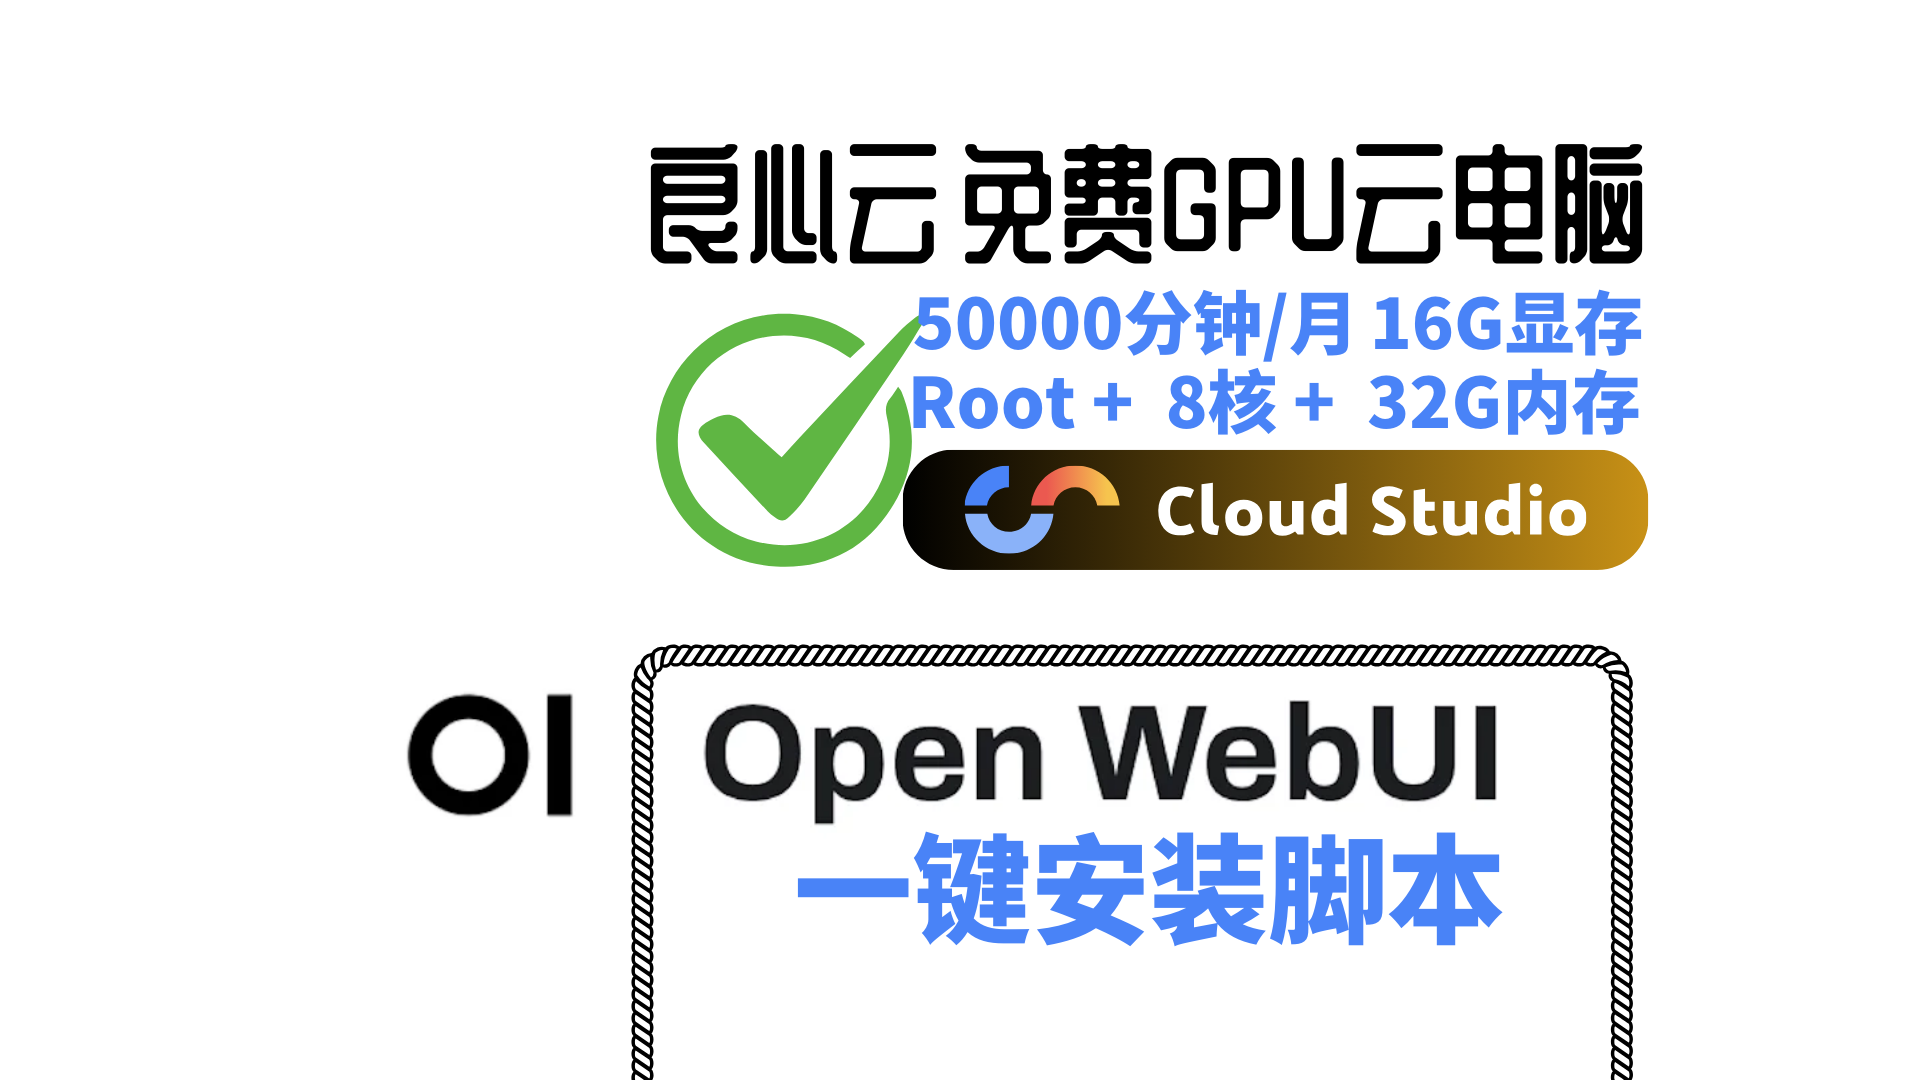 良心云 免费GPU云电脑
50000分钟/月 16G显存
Root + 8核 + 32G内存
Cloud Studio
OI
Open WebUI
一键安装脚本